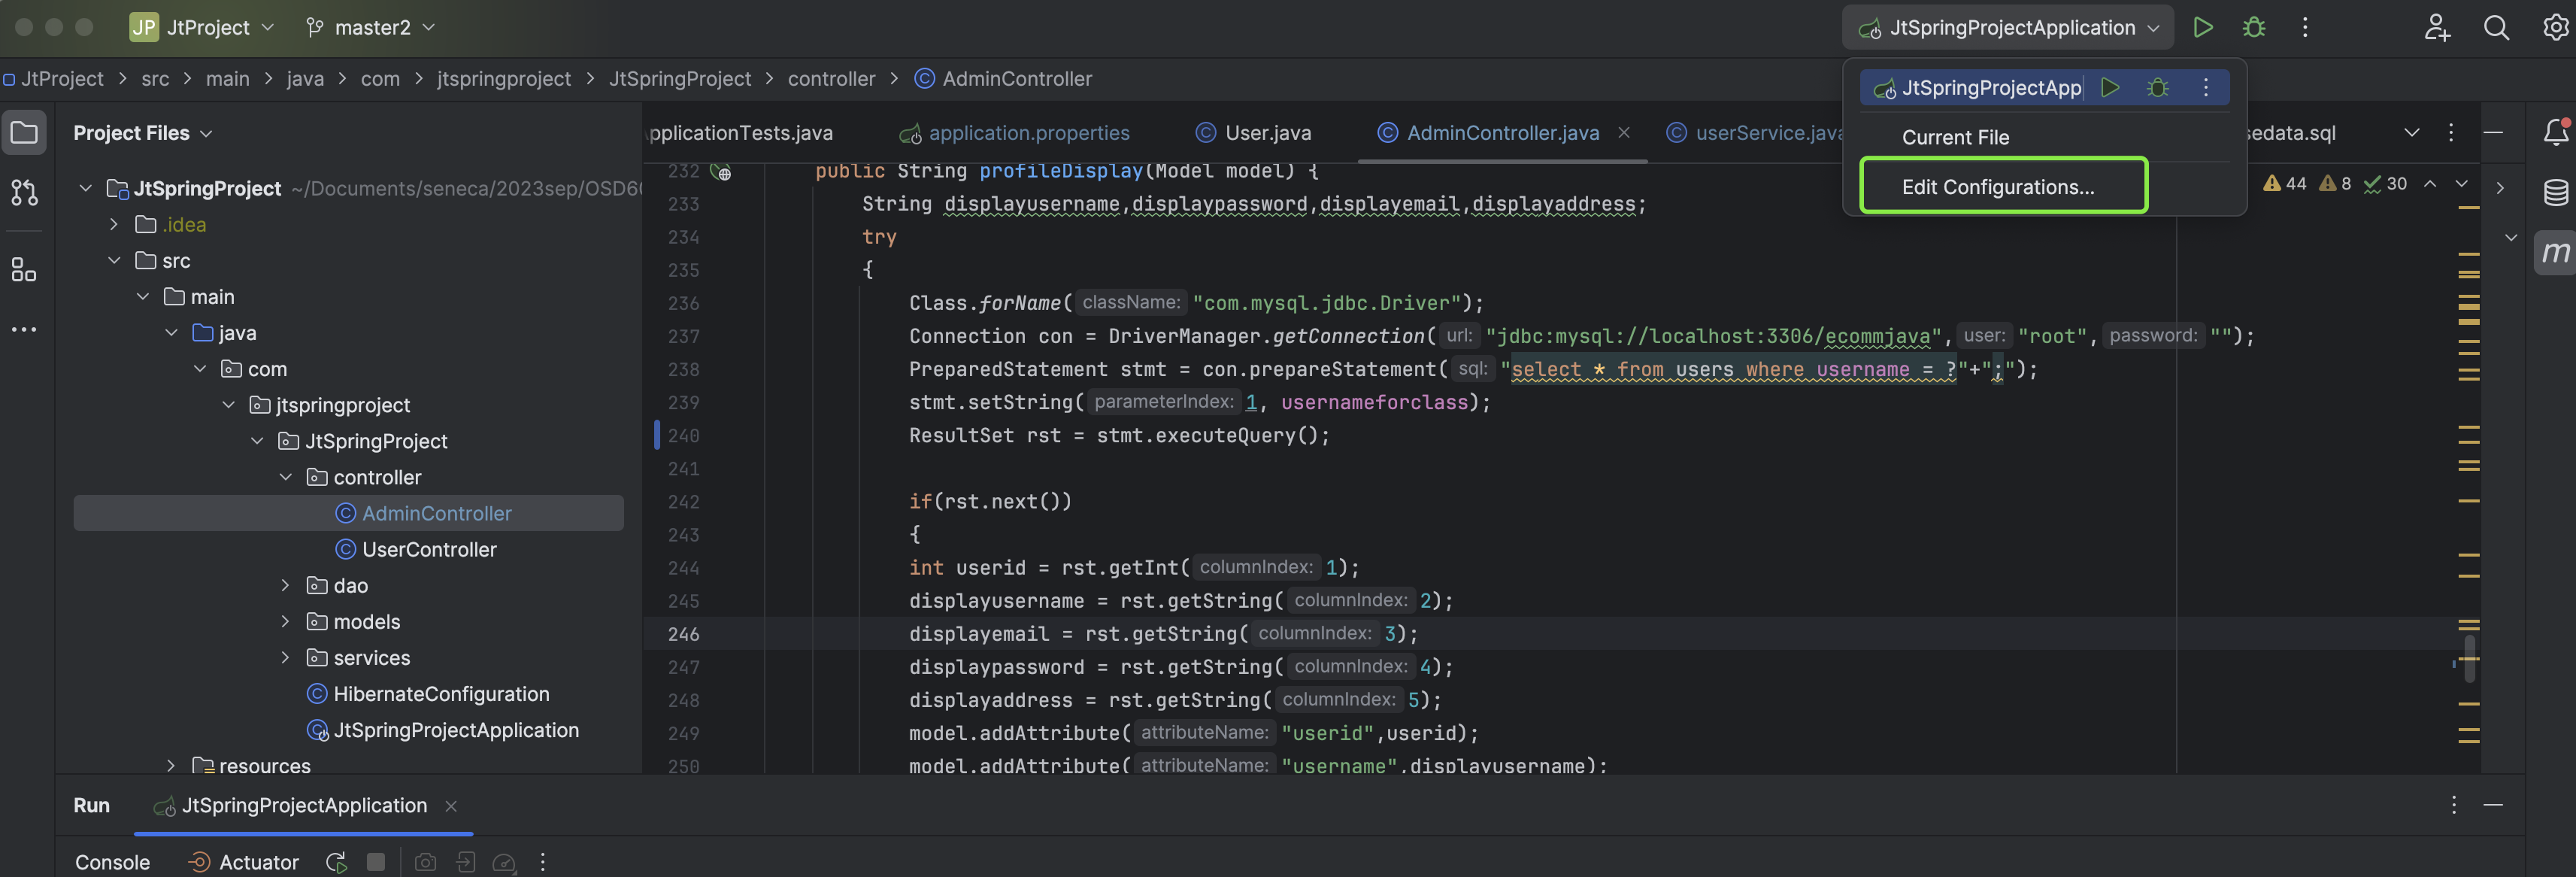 JP JtProject master2 JtSpringProjectApplication
JtProject > src > main > java > com > jtspringproject > JtSpringProject > controller > AdminController
JtSpringProjectApp
Current File
Edit Configurations...
Project Files
JtSpringProject ~/Documents/seneca/2023sep/OSD60
.idea
src
main
java
com
jtspringproject
JtSpringProject
controller
AdminController
UserController
dao
models
services
HibernateConfiguration
JtSpringProjectApplication
resources
pplicationTests.java application.properties User.java AdminController.java userService.java sedata.sql
44 8 30
232 public String profileDisplay(Model model) {
233 String displayusername,displaypassword,displayemail,displayaddress;
234 try
235 {
236 Class.forName( className: "com.mysql.jdbc.Driver");
237 Connection con = DriverManager.getConnection( url: "jdbc:mysql://localhost:3306/ecommjava", user: "root", password: "");
238 PreparedStatement stmt = con.prepareStatement( sql: "select * from users where username = ?"+";");
239 stmt.setString( parameterIndex: 1, usernameforclass);
240 ResultSet rst = stmt.executeQuery();
241
242 if(rst.next())
243 {
244 int userid = rst.getInt( columnIndex: 1);
245 displayusername = rst.getString( columnIndex: 2);
246 displayemail = rst.getString( columnIndex: 3);
247 displaypassword = rst.getString( columnIndex: 4);
248 displayaddress = rst.getString( columnIndex: 5);
249 model.addAttribute( attributeName: "userid",userid);
250 model.addAttribute( attributeName: "username",displayusername);
m
Run JtSpringProjectApplication
Console Actuator